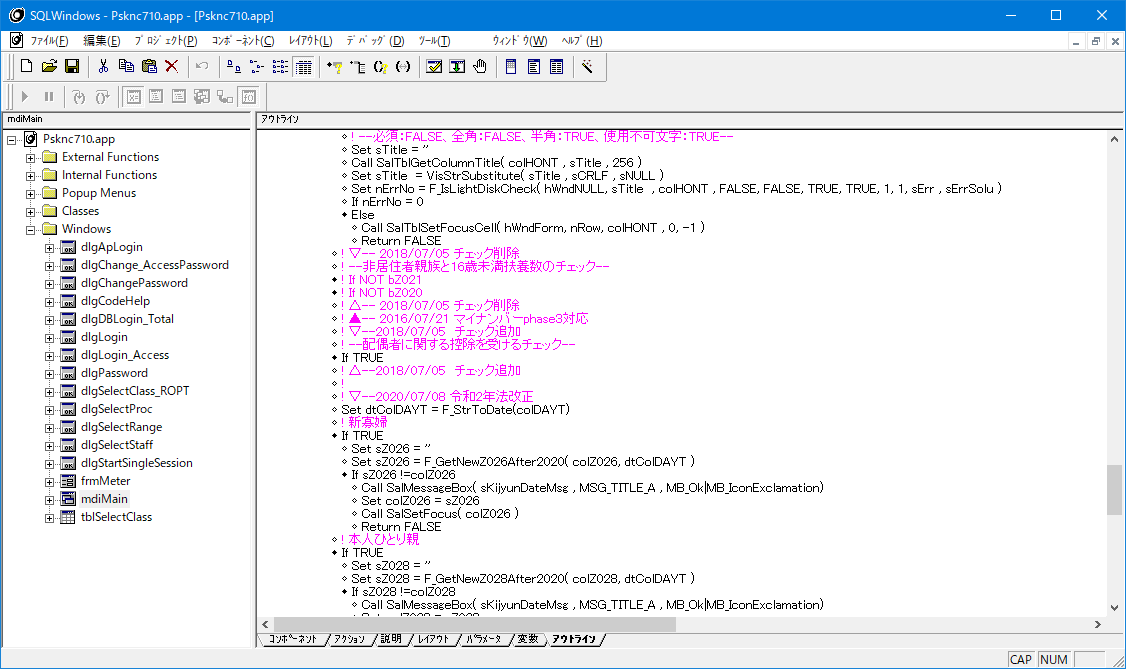 SQLWindows - Psknc710.app - [Psknc710.app]
ﾌｧｲﾙ(F) 編集(E) ﾌﾟﾛｼﾞｪｸﾄ(P) ｺﾝﾎﾟｰﾈﾝﾄ(C) ﾚｲｱｳﾄ(L) ﾃﾞﾊﾞｯｸﾞ(D) ﾂｰﾙ(T) ｳｨﾝﾄﾞｳ(W) ﾍﾙﾌﾟ(H)
mdiMain
Psknc710.app
External Functions
Internal Functions
Popup Menus
Classes
Windows
dlgApLogin
dlgChange_AccessPassword
dlgChangePassword
dlgCodeHelp
dlgDBLogin_Total
dlgLogin
dlgLogin_Access
dlgPassword
dlgSelectClass_ROPT
dlgSelectProc
dlgSelectRange
dlgSelectStaff
dlgStartSingleSession
frmMeter
mdiMain
tblSelectClass
ｱｳﾄﾗｲﾝ
! --必須：FALSE、全角：FALSE、半角：TRUE、使用不可文字：TRUE--
Set sTitle = ''
Call SalTblGetColumnTitle( colHONT , sTitle , 256 )
Set sTitle = VisStrSubstitute( sTitle , sCRLF , sNULL )
Set nErrNo = F_IsLightDiskCheck( hWndNULL, sTitle , colHONT , FALSE, FALSE, TRUE, TRUE, 1, 1, sErr , sErrSolu )
If nErrNo = 0
Else
Call SalTblSetFocusCell( hWndForm, nRow, colHONT , 0, -1 )
Return FALSE
! ▽-- 2018/07/05 チェック削除
! --非居住者親族と16歳未満扶養数のチェック--
! If NOT bZ021
! If NOT bZ020
! △-- 2018/07/05 チェック削除
! ▲-- 2016/07/21 マイナンバーphase3対応
! ▽--2018/07/05 チェック追加
! --配偶者に関する控除を受けるチェック--
If TRUE
! △--2018/07/05 チェック追加
!
! ▽--2020/07/08 令和2年法改正
Set dtColDAYT = F_StrToDate(colDAYT)
! 新寡婦
If TRUE
Set sZ026 = ''
Set sZ026 = F_GetNewZ026After2020( colZ026, dtColDAYT )
If sZ026 !=colZ026
Call SalMessageBox( sKijyunDateMsg , MSG_TITLE_A , MB_Ok|MB_IconExclamation)
Set colZ026 = sZ026
Call SalSetFocus( colZ026 )
Return FALSE
! 本人ひとり親
If TRUE
Set sZ028 = ''
Set sZ028 = F_GetNewZ028After2020( colZ028, dtColDAYT )
If sZ028 !=colZ028
Call SalMessageBox( sKijyunDateMsg , MSG_TITLE_A , MB_Ok|MB_IconExclamation)
ｺﾝﾎﾟｰﾈﾝﾄ ｱｸｼｮﾝ 説明 ﾚｲｱｳﾄ ﾊﾟﾗﾒｰﾀ 変数 ｱｳﾄﾗｲﾝ
CAP NUM